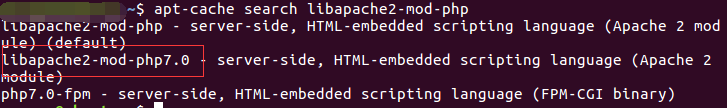 :~$ apt-cache search libapache2-mod-php
libapache2-mod-php - server-side, HTML-embedded scripting language (Apache 2 mod
ule) (default)
libapache2-mod-php7.0 - server-side, HTML-embedded scripting language (Apache 2
module)
php7.0-fpm - server-side, HTML-embedded scripting language (FPM-CGI binary)